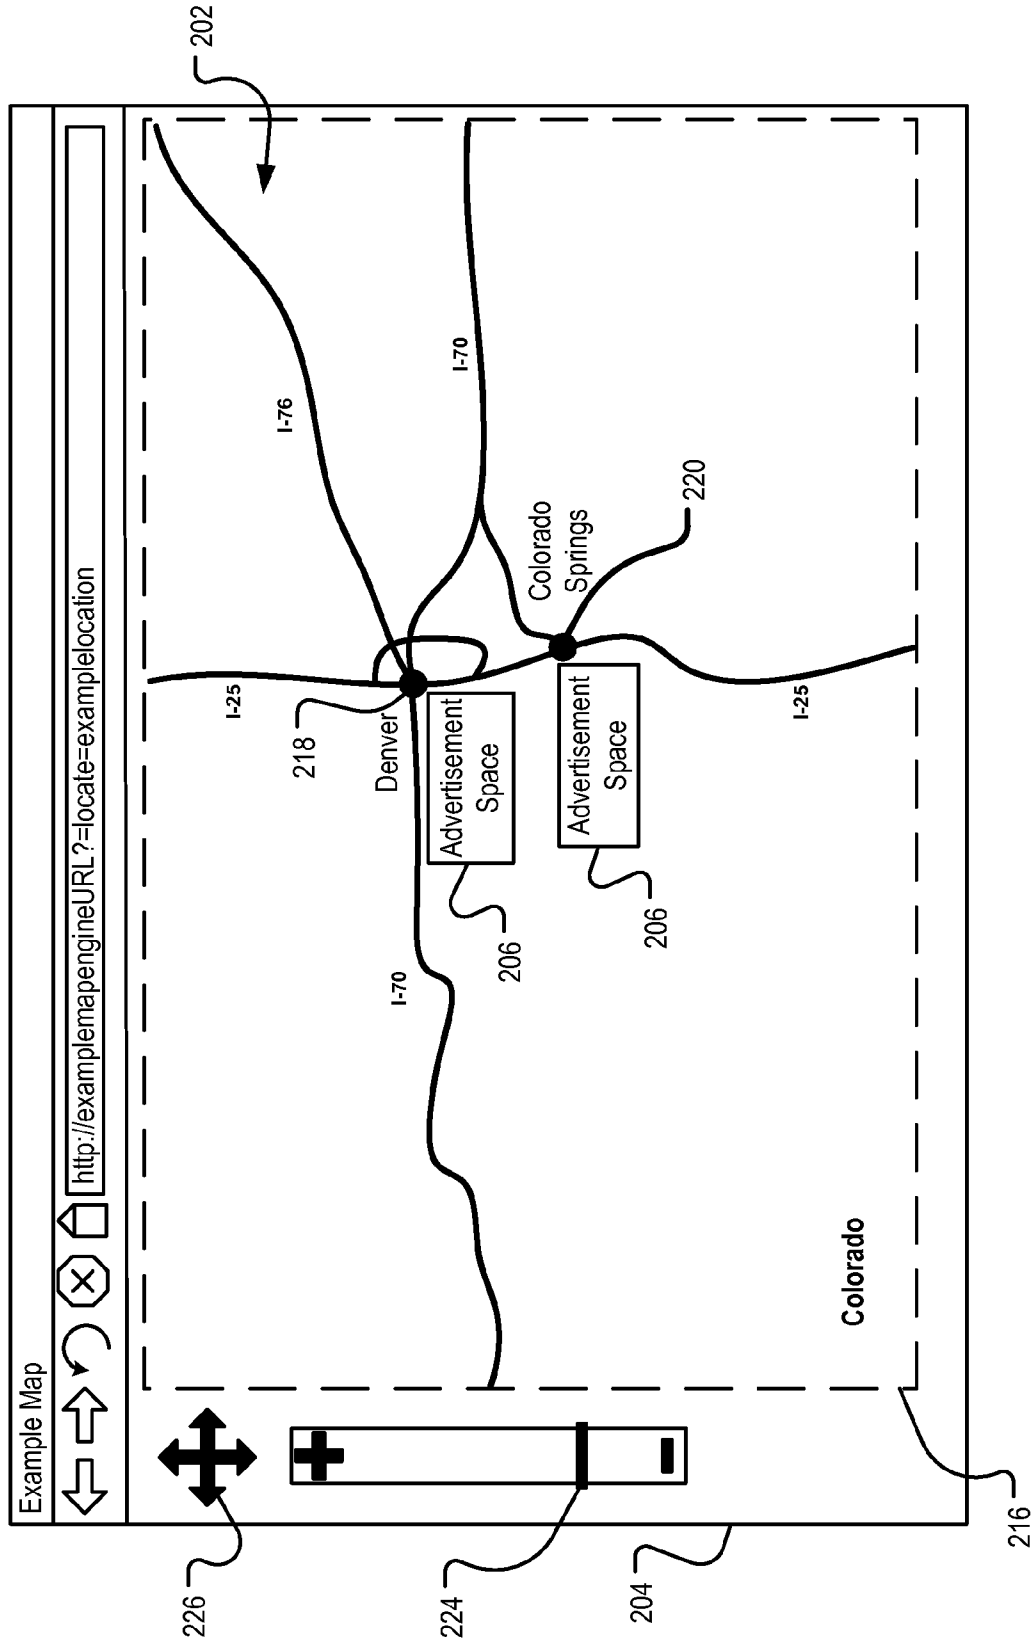 Example Map
http://examplemapengineURL?=locate=examplelocation
202
226
I-25
I-76
218
Denver
I-70
I-70
Advertisement
Space
206
Colorado
Springs
224
Advertisement
Space
206
220
204
I-25
Colorado
216